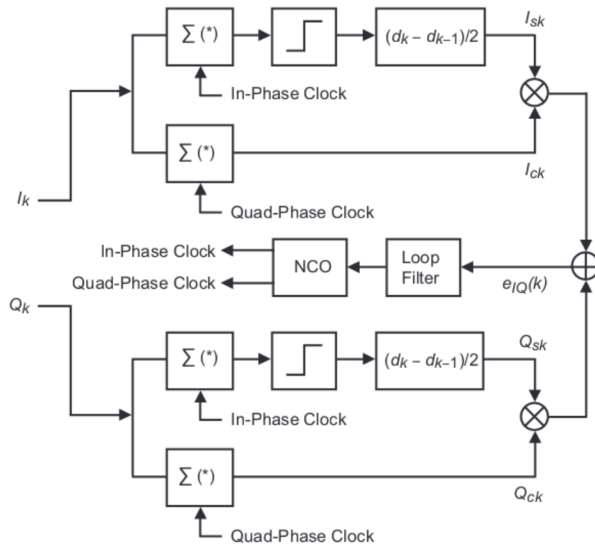 Σ (*)
(dk – dk–1)/2
Isk
In-Phase Clock
Σ (*)
Ick
Ik
Quad-Phase Clock
In-Phase Clock
Quad-Phase Clock
NCO
Loop
Filter
eIQ(k)
Qk
Σ (*)
(dk – dk–1)/2
Qsk
In-Phase Clock
Σ (*)
Qck
Quad-Phase Clock